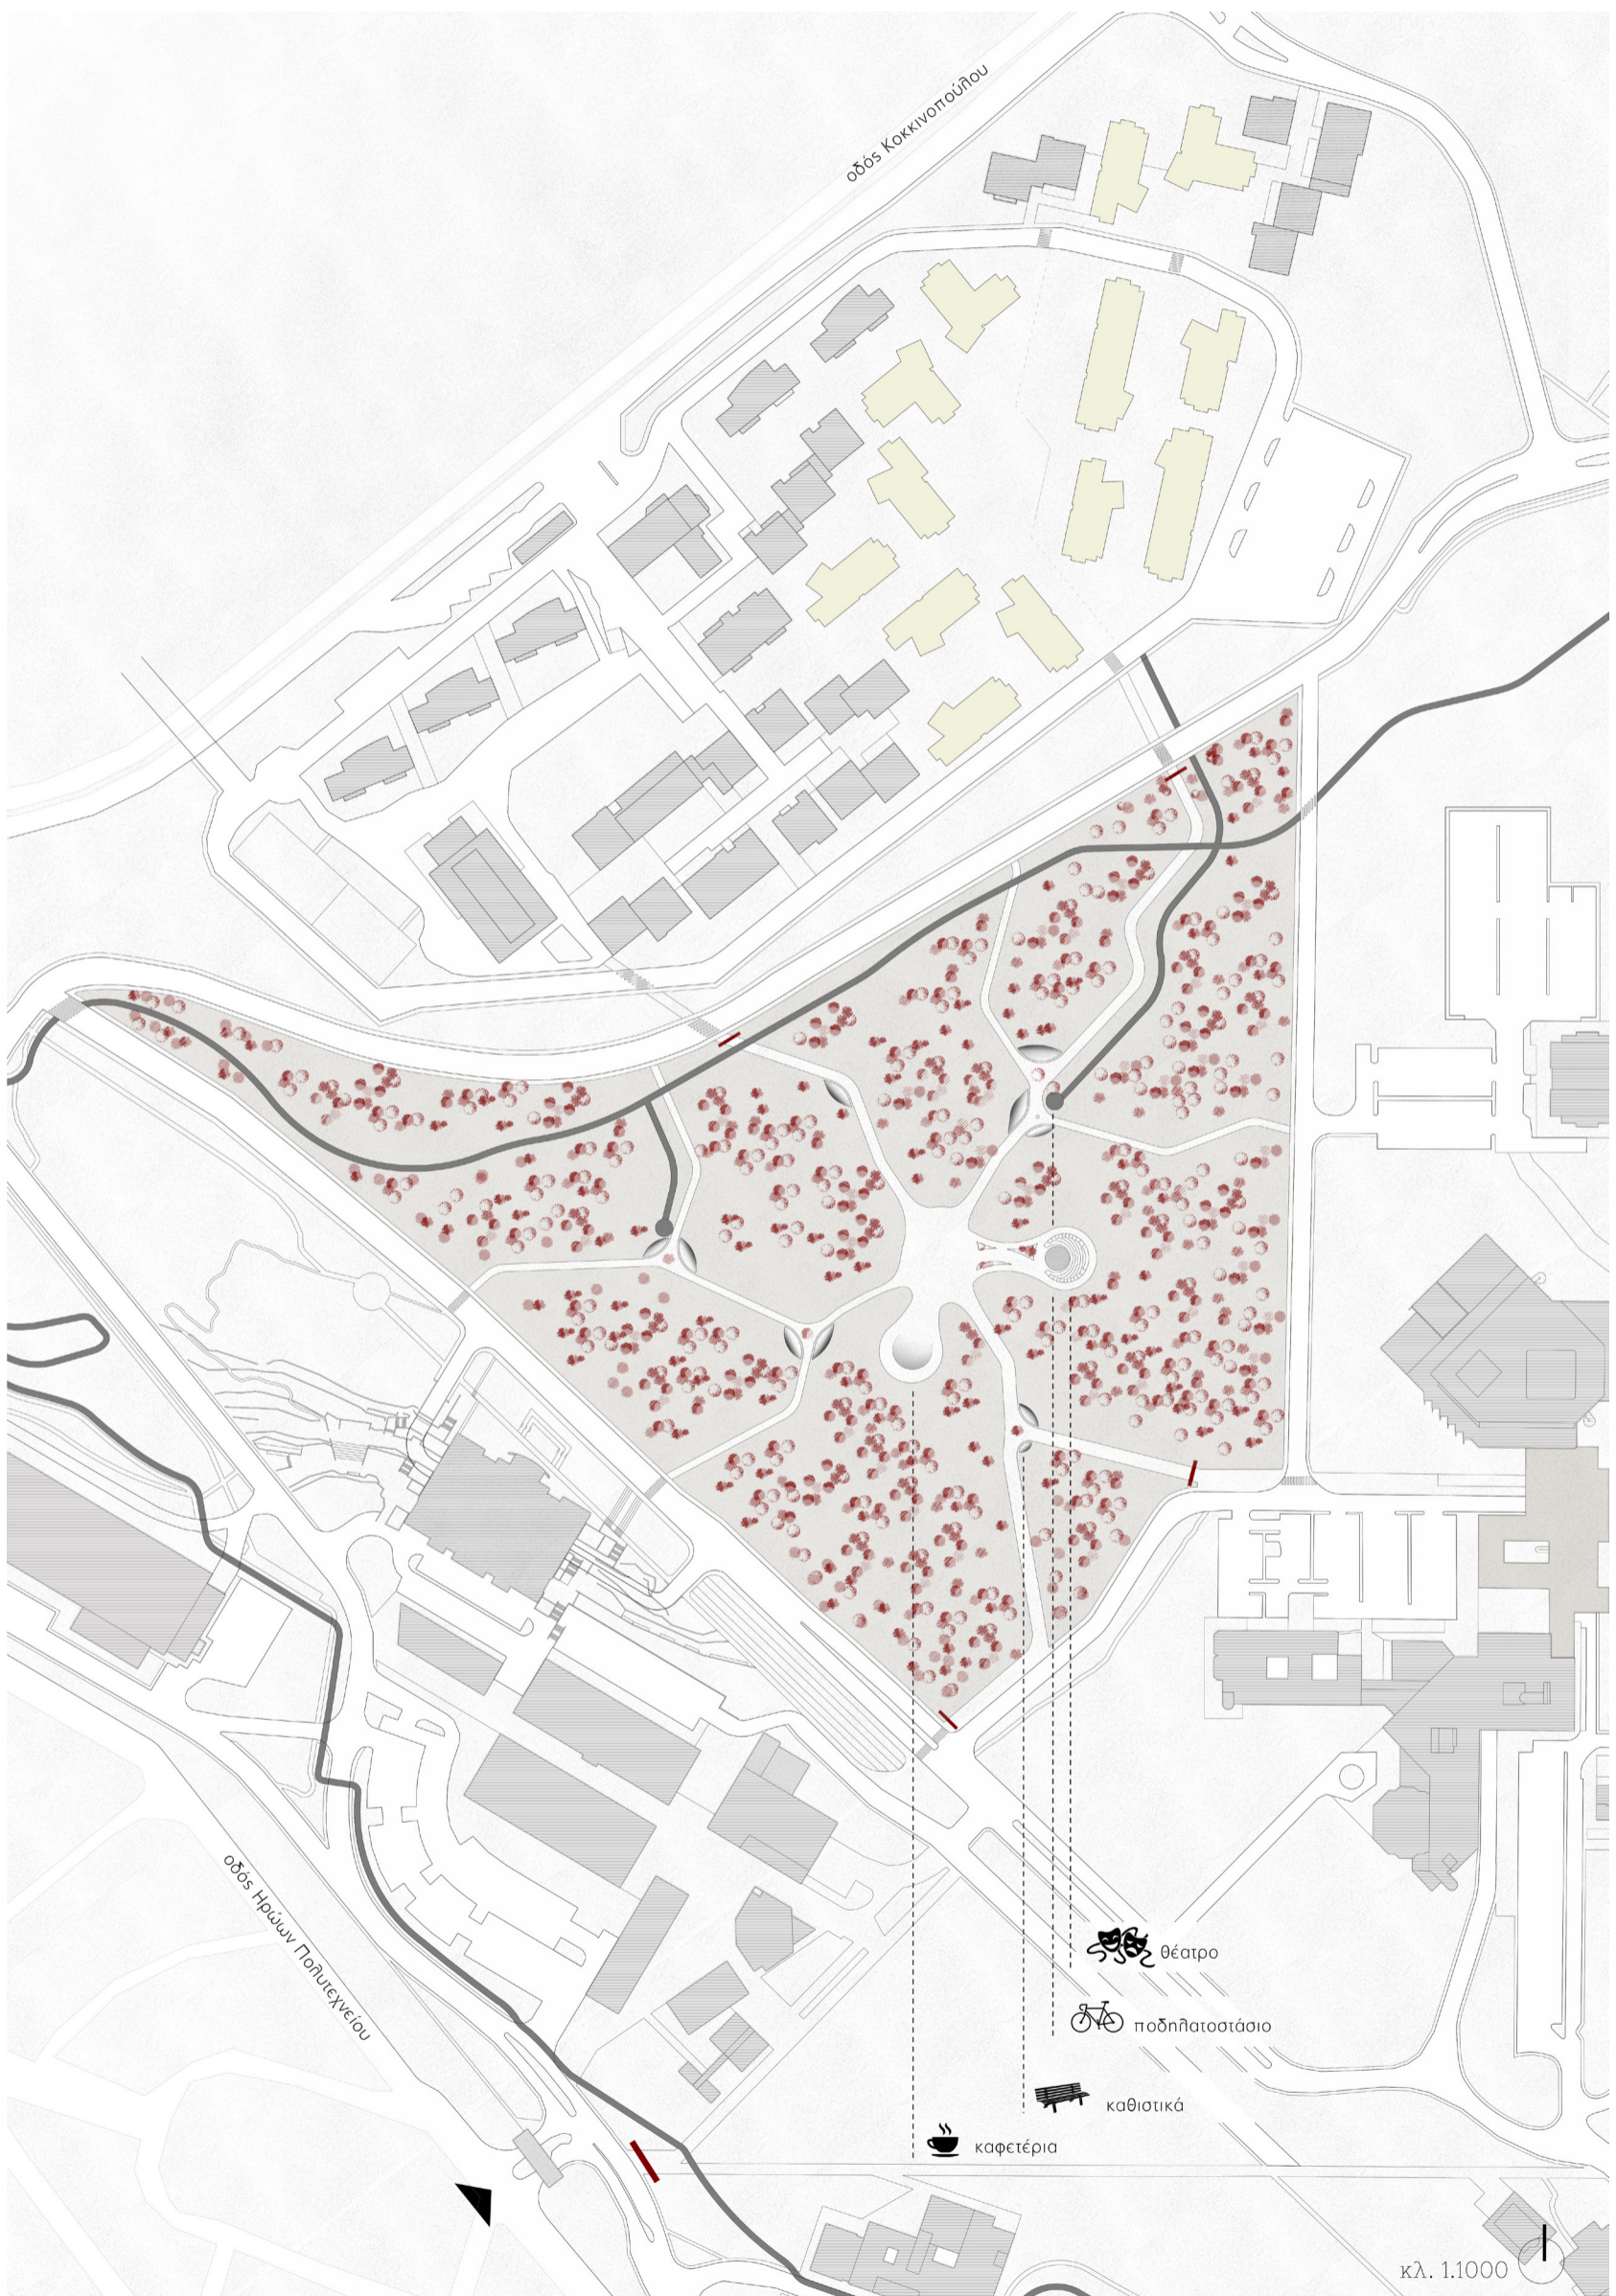 οδός Κοκκινοπούλου
οδός Ηρώων Πολυτεχνείου
θέατρο
ποδηλατοστάσιο
καθιστικά
καφετέρια
κλ. 1.1000